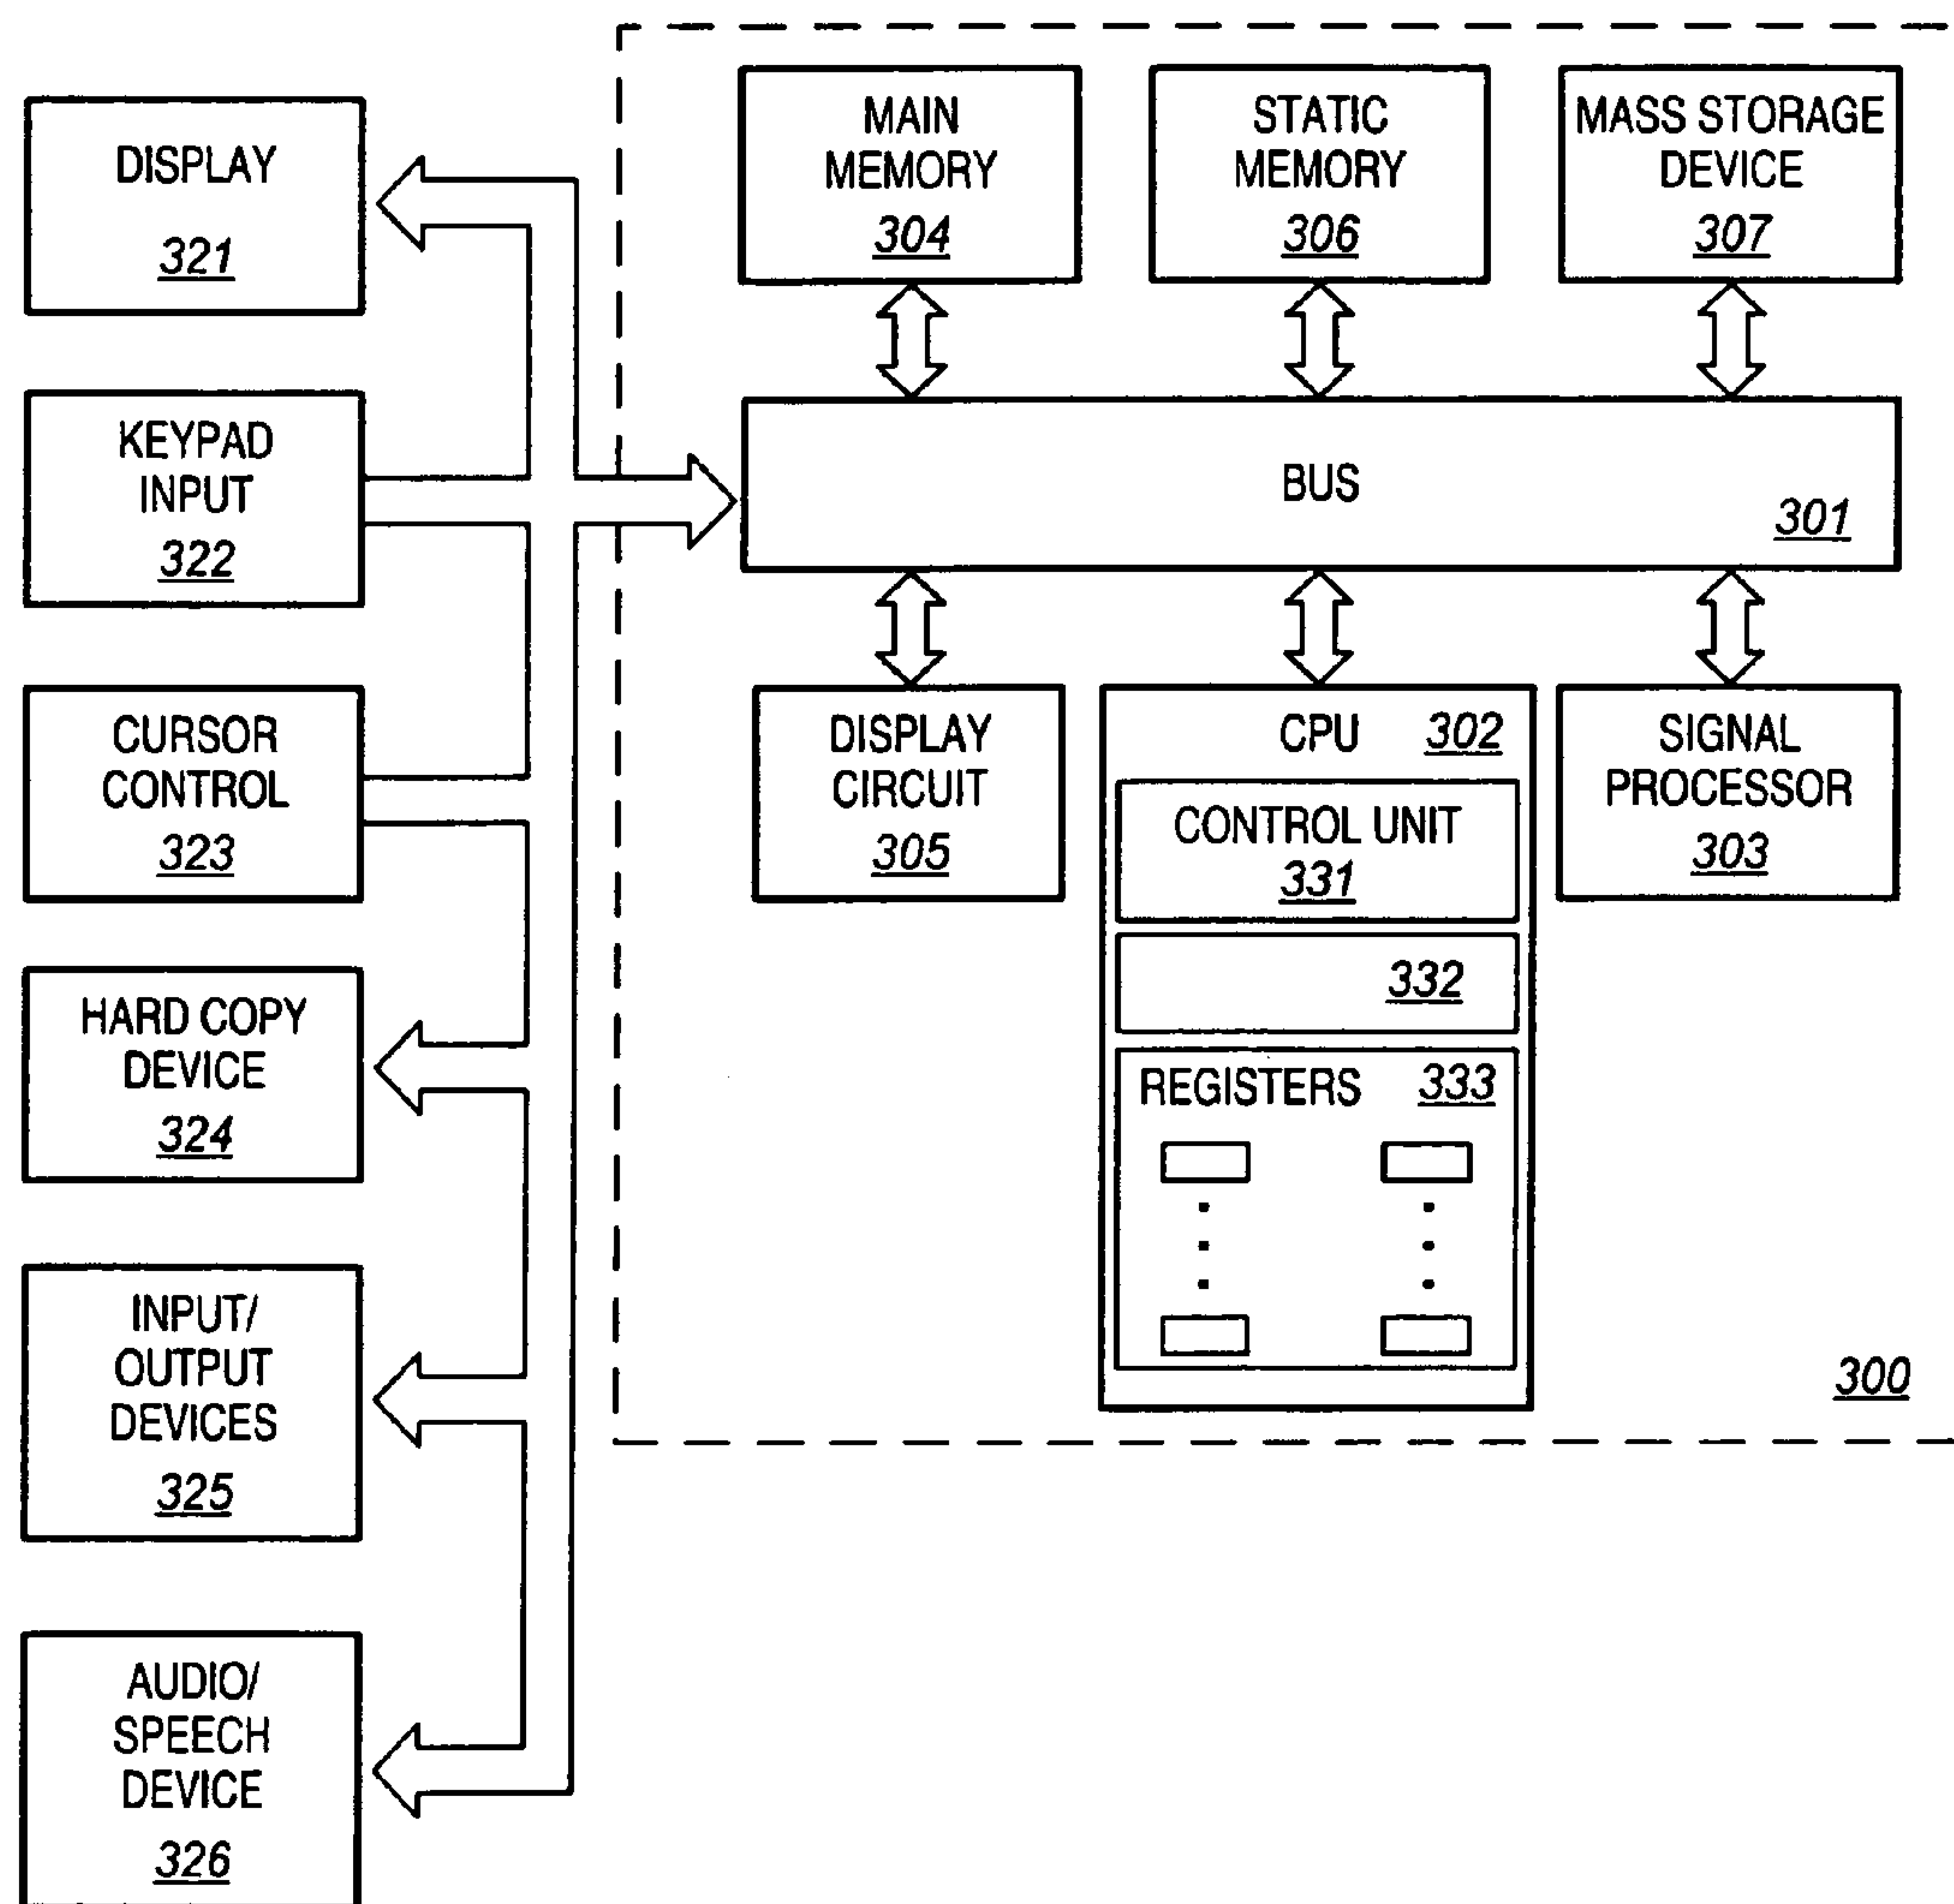 DISPLAY
321
KEYPAD
INPUT
322
CURSOR
CONTROL
323
HARD COPY
DEVICE
324
INPUT/
OUTPUT
DEVICES
325
AUDIO/
SPEECH
DEVICE
326
MAIN
MEMORY
304
STATIC
MEMORY
306
MASS STORAGE
DEVICE
307
BUS
301
DISPLAY
CIRCUIT
305
CPU 302
CONTROL UNIT
331
332
REGISTERS 333
SIGNAL
PROCESSOR
303
300